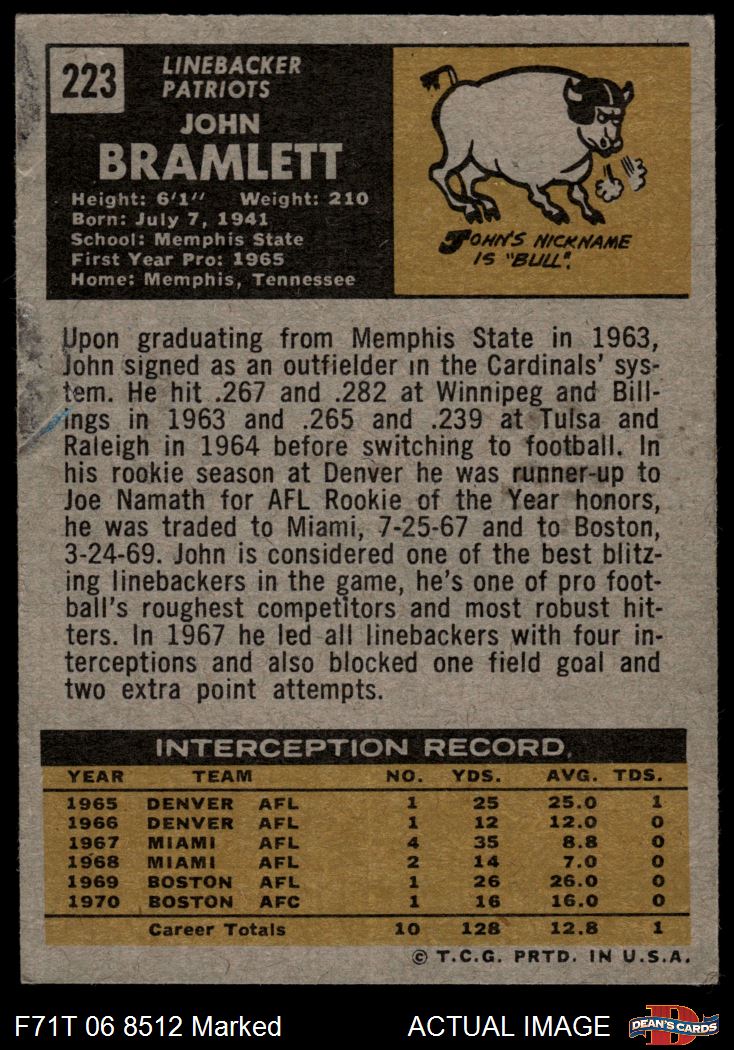 223
LINEBACKER
PATRIOTS
JOHN
BRAMLETT
Height: 6'1" Weight: 210
Born: July 7, 1941
School: Memphis State
First Year Pro: 1965
Home: Memphis, Tennessee
JOHN'S NICKNAME
IS "BULL".
Upon graduating from Memphis State in 1963,
John signed as an outfielder in the Cardinals' sys-
tem. He hit .267 and .282 at Winnipeg and Bill-
ings in 1963 and .265 and .239 at Tulsa and
Raleigh in 1964 before switching to football. In
his rookie season at Denver he was runner-up to
Joe Namath for AFL Rookie of the Year honors,
he was traded to Miami, 7-25-67 and to Boston,
3-24-69. John is considered one of the best blitz-
ing linebackers in the game, he's one of pro foot-
ball's roughest competitors and most robust hit-
ters. In 1967 he led all linebackers with four in-
terceptions and also blocked one field goal and
two extra point attempts.
INTERCEPTION RECORD
YEAR TEAM NO. YDS. AVG. TDS.
1965 DENVER AFL 1 25 25.0 1
1966 DENVER AFL 1 12 12.0 0
1967 MIAMI AFL 4 35 8.8 0
1968 MIAMI AFL 2 14 7.0 0
1969 BOSTON AFL 1 26 26.0 0
1970 BOSTON AFC 1 16 16.0 0
Career Totals 10 128 12.8 1
© T.C.G. PRTD. IN U.S.A.
F71T 06 8512 Marked ACTUAL IMAGE DEAN'S CARDS